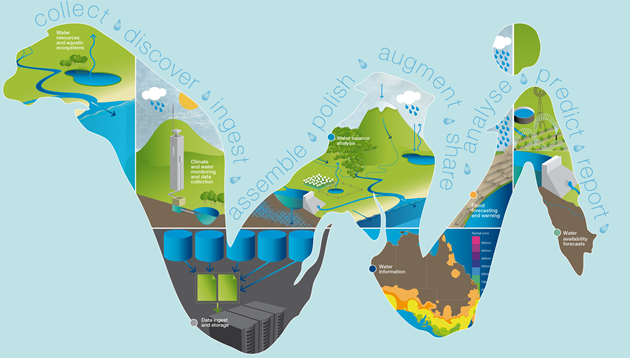 collect
discover
ingest
assemble
polish
augment
share
analyse
predict
report
Water
resources
and aquatic
ecosystems
Climate
and water
monitoring
and data
collection
Water balance
analysis
Flood
forecasting
and warning
Water
availability
forecasts
Water
information
Data ingest
and storage